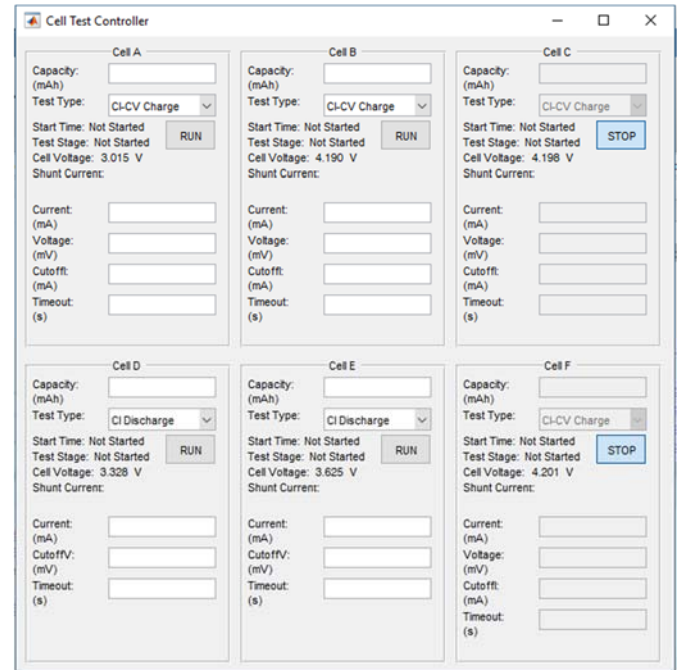 Cell Test Controller
Cell A
Capacity:
(mAh)
Test Type: CI-CV Charge
Start Time: Not Started
Test Stage: Not Started
RUN
Cell Voltage: 3.015 V
Shunt Current:
Current:
(mA)
Voltage:
(mV)
CutoffI:
(mA)
Timeout:
(s)
Cell B
Capacity:
(mAh)
Test Type: CI-CV Charge
Start Time: Not Started
Test Stage: Not Started
RUN
Cell Voltage: 4.190 V
Shunt Current:
Current:
(mA)
Voltage:
(mV)
CutoffI:
(mA)
Timeout:
(s)
Cell C
Capacity:
(mAh)
Test Type: CI-CV Charge
Start Time: Not Started
Test Stage: Not Started
STOP
Cell Voltage: 4.198 V
Shunt Current:
Current:
(mA)
Voltage:
(mV)
CutoffI:
(mA)
Timeout:
(s)
Cell D
Capacity:
(mAh)
Test Type: CI Discharge
Start Time: Not Started
Test Stage: Not Started
RUN
Cell Voltage: 3.328 V
Shunt Current:
Current:
(mA)
CutoffV:
(mV)
Timeout:
(s)
Cell E
Capacity:
(mAh)
Test Type: CI Discharge
Start Time: Not Started
Test Stage: Not Started
RUN
Cell Voltage: 3.625 V
Shunt Current:
Current:
(mA)
CutoffV:
(mV)
Timeout:
(s)
Cell F
Capacity:
(mAh)
Test Type: CI-CV Charge
Start Time: Not Started
Test Stage: Not Started
STOP
Cell Voltage: 4.201 V
Shunt Current:
Current:
(mA)
Voltage:
(mV)
CutoffI:
(mA)
Timeout:
(s)